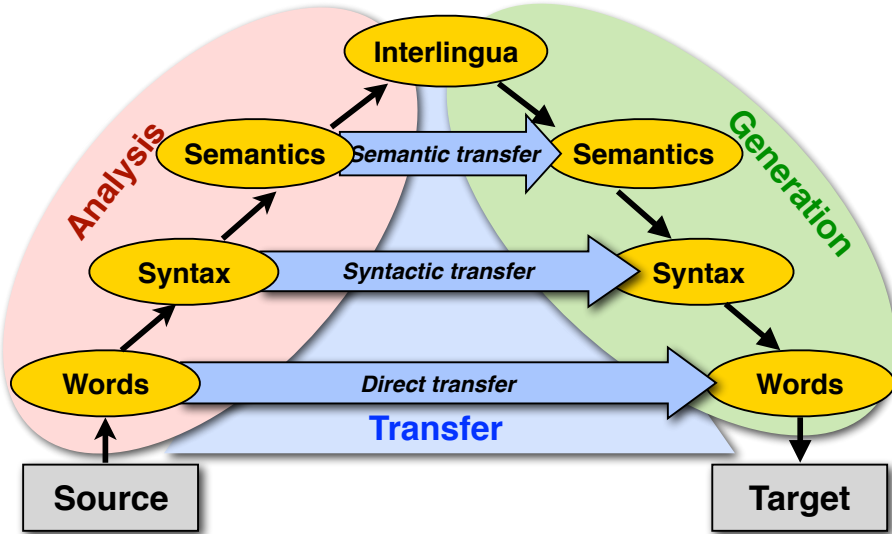 Interlingua
Analysis
Generation
Semantics
Semantic transfer
Semantics
Syntax
Syntactic transfer
Syntax
Words
Direct transfer
Words
Transfer
Source
Target